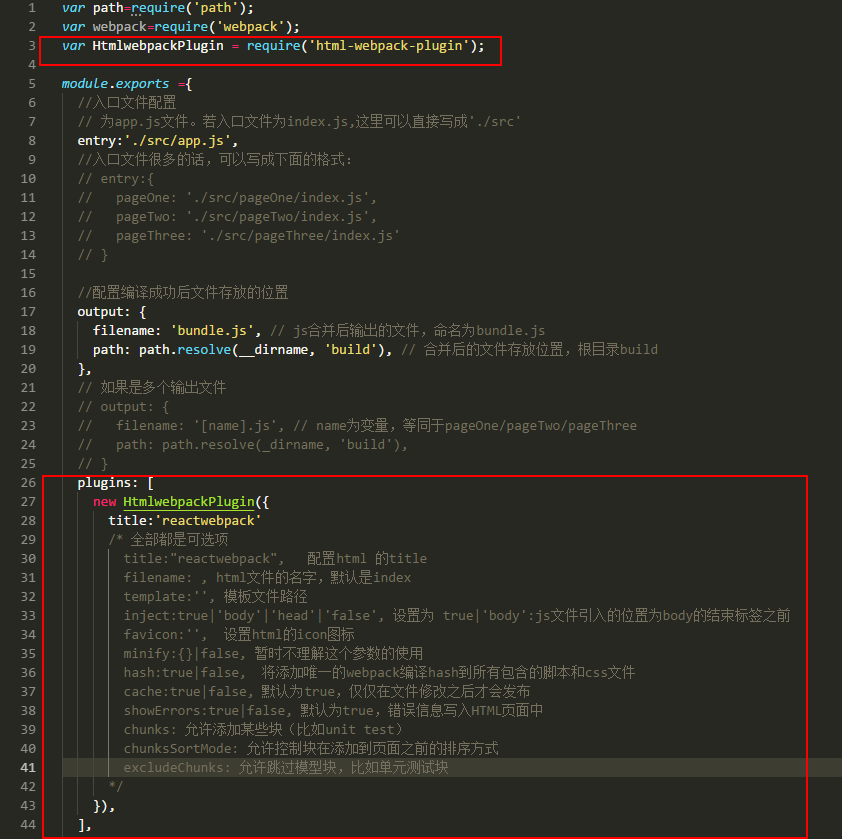 1 var path=require('path');
2 var webpack=require('webpack');
3 var HtmlwebpackPlugin = require('html-webpack-plugin');
4
5 module.exports ={
6 //入口文件配置
7 // 为app.js文件。若入口文件为index.js,这里可以直接写成'./src'
8 entry:'./src/app.js',
9 //入口文件很多的话，可以写成下面的格式:
10 // entry:{
11 //   pageOne: './src/pageOne/index.js',
12 //   pageTwo: './src/pageTwo/index.js',
13 //   pageThree: './src/pageThree/index.js'
14 // }
15
16 //配置编译成功后文件存放的位置
17 output: {
18 filename: 'bundle.js', // js合并后输出的文件，命名为bundle.js
19 path: path.resolve(__dirname, 'build'), // 合并后的文件存放位置，根目录build
20 },
21 // 如果是多个输出文件
22 // output: {
23 //   filename: '[name].js', // name为变量，等同于pageOne/pageTwo/pageThree
24 //   path: path.resolve(_dirname, 'build'),
25 // }
26 plugins: [
27 new HtmlwebpackPlugin({
28 title:'reactwebpack'
29 /* 全部都是可选项
30 title:"reactwebpack",   配置html 的title
31 filename: , html文件的名字，默认是index
32 template:'', 模板文件路径
33 inject:true|'body'|'head'|'false', 设置为 true|'body':js文件引入的位置为body的结束标签之前
34 favicon:'',  设置html的icon图标
35 minify:{}|false, 暂时不理解这个参数的使用
36 hash:true|false,  将添加唯一的webpack编译hash到所有包含的脚本和css文件
37 cache:true|false, 默认为true，仅仅在文件修改之后才会发布
38 showErrors:true|false, 默认为true，错误信息写入HTML页面中
39 chunks: 允许添加某些块（比如unit test）
40 chunksSortMode: 允许控制块在添加到页面之前的排序方式
41 excludeChunks: 允许跳过模型块，比如单元测试块
42 */
43 }),
44 ],